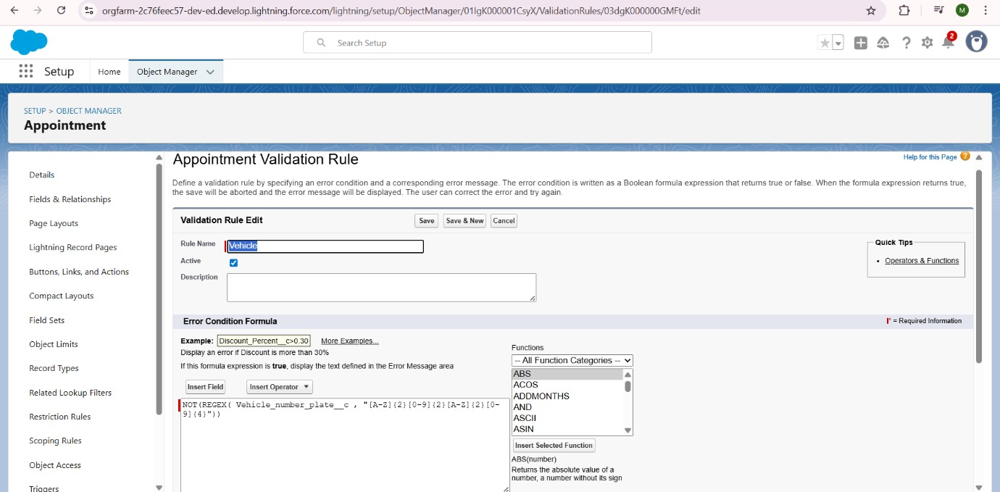 orgfarm-2c76feec57-dev-ed.develop.lightning.force.com/lightning/setup/ObjectManager/01IgK000001CsyX/ValidationRules/03dgK000000GMFt/edit
M
Search Setup
2
Setup
Home
Object Manager
SETUP > OBJECT MANAGER
Appointment
Details
Fields & Relationships
Page Layouts
Lightning Record Pages
Buttons, Links, and Actions
Compact Layouts
Field Sets
Object Limits
Record Types
Related Lookup Filters
Restriction Rules
Scoping Rules
Object Access
Triggers
Appointment Validation Rule
Help for this Page ?
Define a validation rule by specifying an error condition and a corresponding error message. The error condition is written as a Boolean formula expression that returns true or false. When the formula expression returns true,
the save will be aborted and the error message will be displayed. The user can correct the error and try again.
Validation Rule Edit
Save
Save & New
Cancel
Rule Name
Vehicle
Active
Description
Quick Tips
• Operators & Functions
Error Condition Formula
= Required Information
Example: Discount_Percent__c>0.30 More Examples...
Display an error if Discount is more than 30%
If this formula expression is true, display the text defined in the Error Message area
Insert Field
Insert Operator
NOT(REGEX( Vehicle_number_plate__c , "[A-Z]{2}[0-9]{2}[A-Z]{2}[0-
9]{4}"))
Functions
-- All Function Categories --
ABS
ACOS
ADDMONTHS
AND
ASCII
ASIN
Insert Selected Function
ABS(number)
Returns the absolute value of a
number, a number without its sign